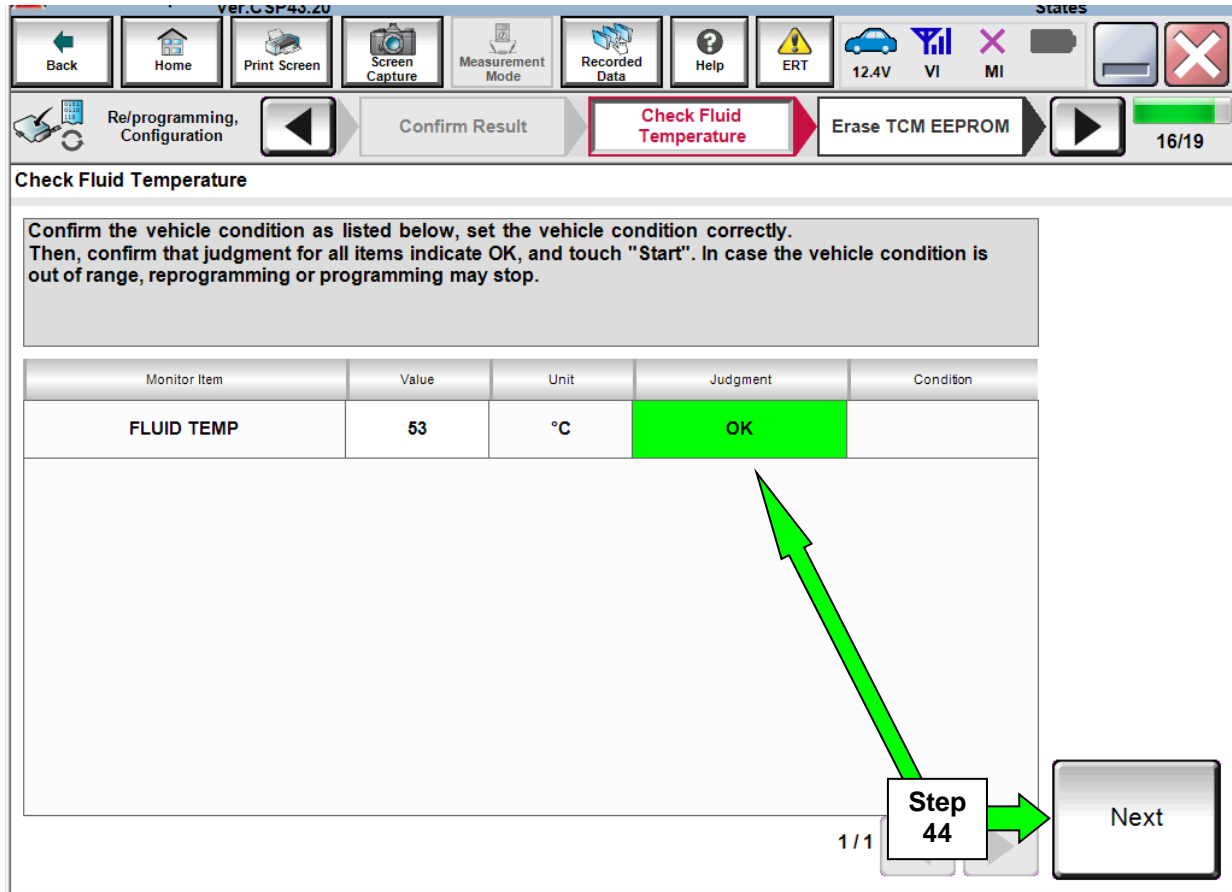 Ver.CSP43.20
States
Back
Home
Print Screen
Screen
Capture
Measurement
Mode
Recorded
Data
Help
ERT
12.4V
VI
MI
Re/programming,
Configuration
Confirm Result
Check Fluid
Temperature
Erase TCM EEPROM
16/19
Check Fluid Temperature
Confirm the vehicle condition as listed below, set the vehicle condition correctly.
Then, confirm that judgment for all items indicate OK, and touch "Start". In case the vehicle condition is
out of range, reprogramming or programming may stop.
Monitor Item Value Unit Judgment Condition
FLUID TEMP 53 °C OK
Step
44
Next
1/1